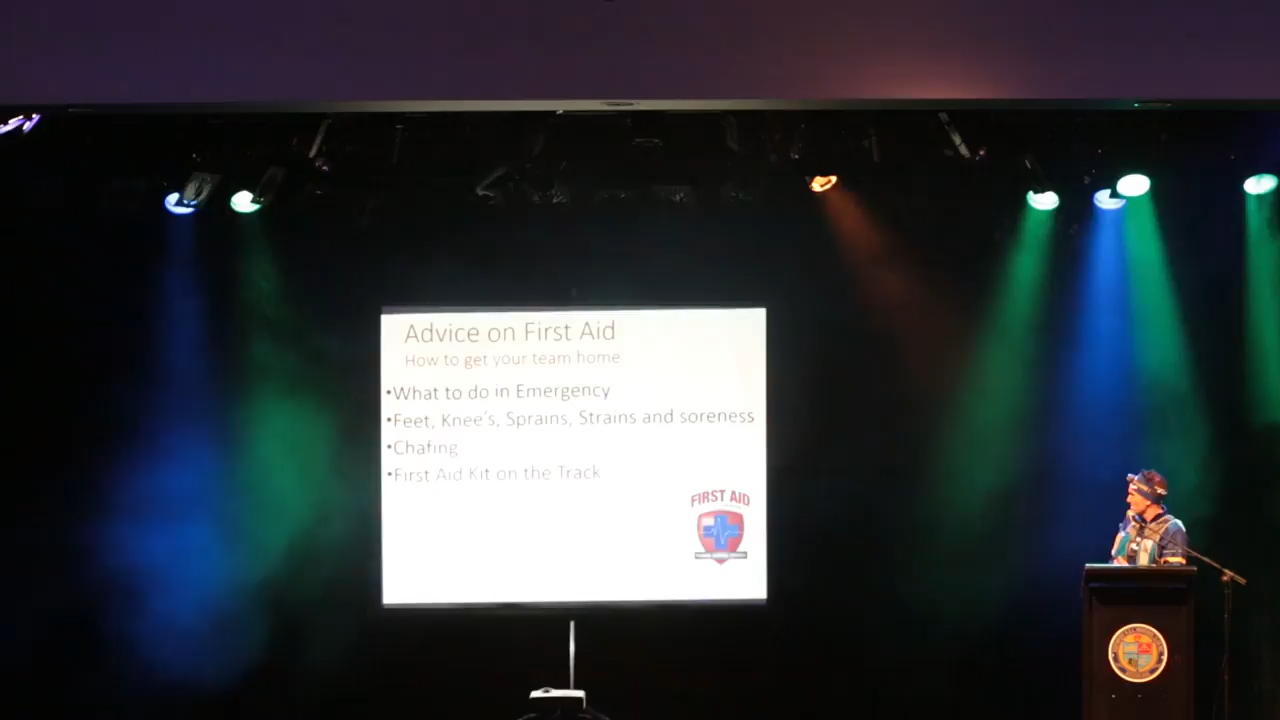 Advice on First Aid
How to get your team home
•What to do in Emergency
•Feet, Knee's, Sprains, Strains and soreness
•Chafing
•First Aid Kit on the Track
FIRST AID